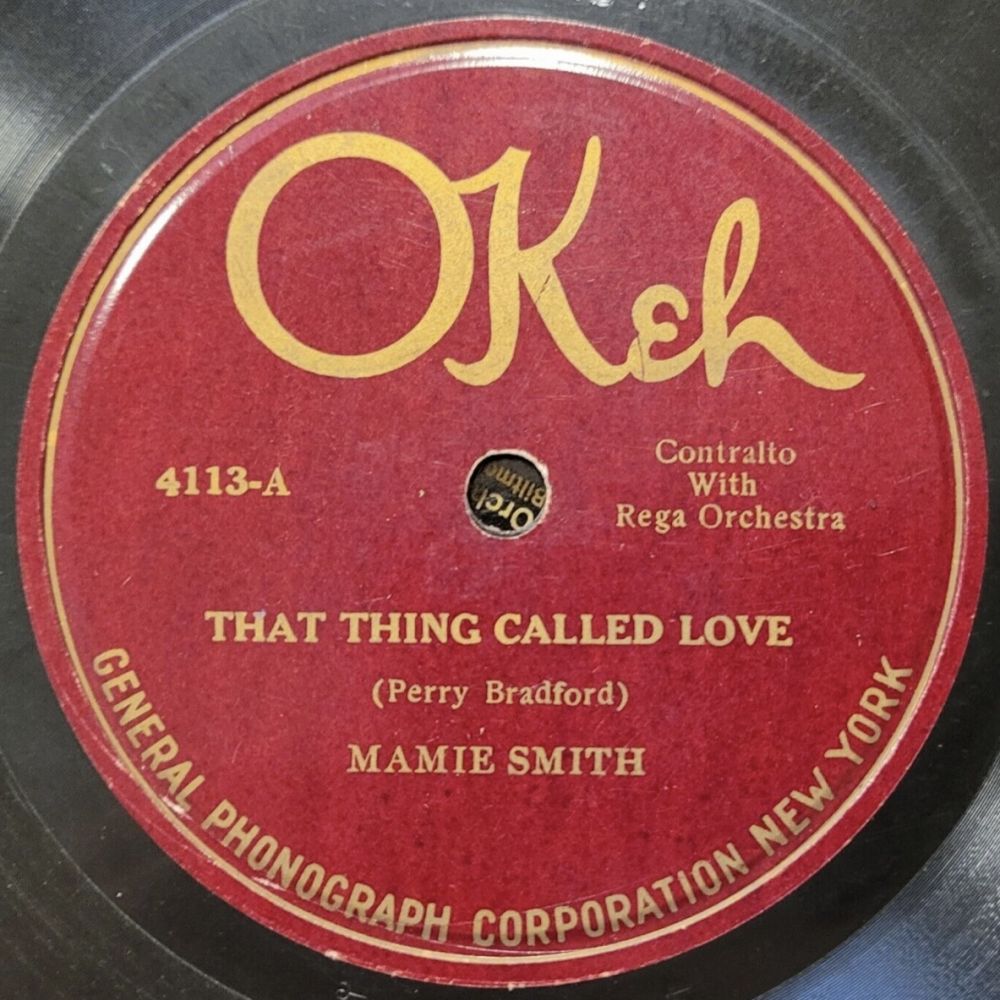 OKeh
4113-A
Contralto
With
Rega Orchestra
THAT THING CALLED LOVE
(Perry Bradford)
MAMIE SMITH
GENERAL PHONOGRAPH CORPORATION NEW YORK